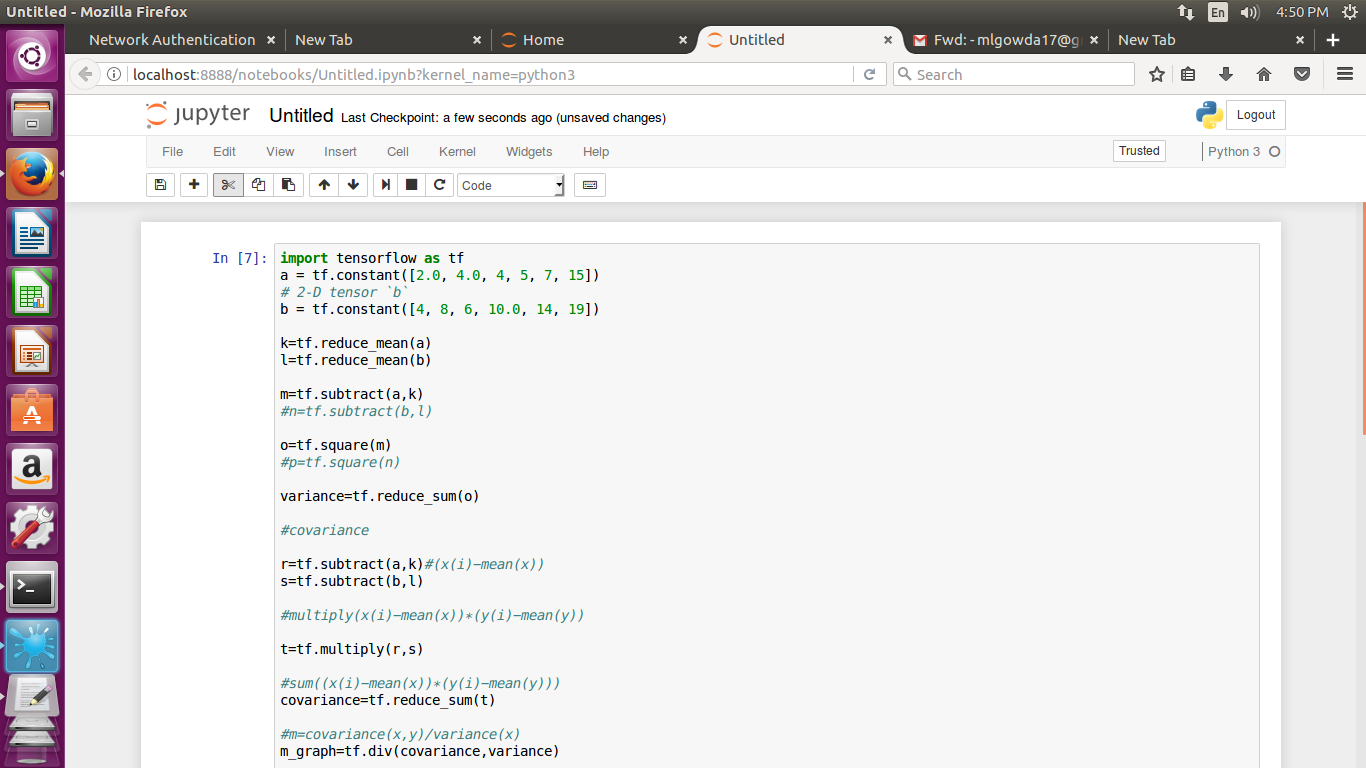 Untitled - Mozilla Firefox
En
4:50 PM
Network Authentication
New Tab
Home
Untitled
Fwd: - mlgowda17@g
New Tab
localhost:8888/notebooks/Untitled.ipynb?kernel_name=python3
Search
jupyter
Untitled
Last Checkpoint: a few seconds ago (unsaved changes)
Logout
File
Edit
View
Insert
Cell
Kernel
Widgets
Help
Trusted
Python 3
Code
In [7]:
import tensorflow as tf
a = tf.constant([2.0, 4.0, 4, 5, 7, 15])
# 2-D tensor `b`
b = tf.constant([4, 8, 6, 10.0, 14, 19])
k=tf.reduce_mean(a)
l=tf.reduce_mean(b)
m=tf.subtract(a,k)
#n=tf.subtract(b,l)
o=tf.square(m)
#p=tf.square(n)
variance=tf.reduce_sum(o)
#covariance
r=tf.subtract(a,k)#(x(i)−mean(x))
s=tf.subtract(b,l)
#multiply(x(i)−mean(x))∗(y(i)−mean(y))
t=tf.multiply(r,s)
#sum((x(i)−mean(x))∗(y(i)−mean(y)))
covariance=tf.reduce_sum(t)
#m=covariance(x,y)/variance(x)
m_graph=tf.div(covariance,variance)